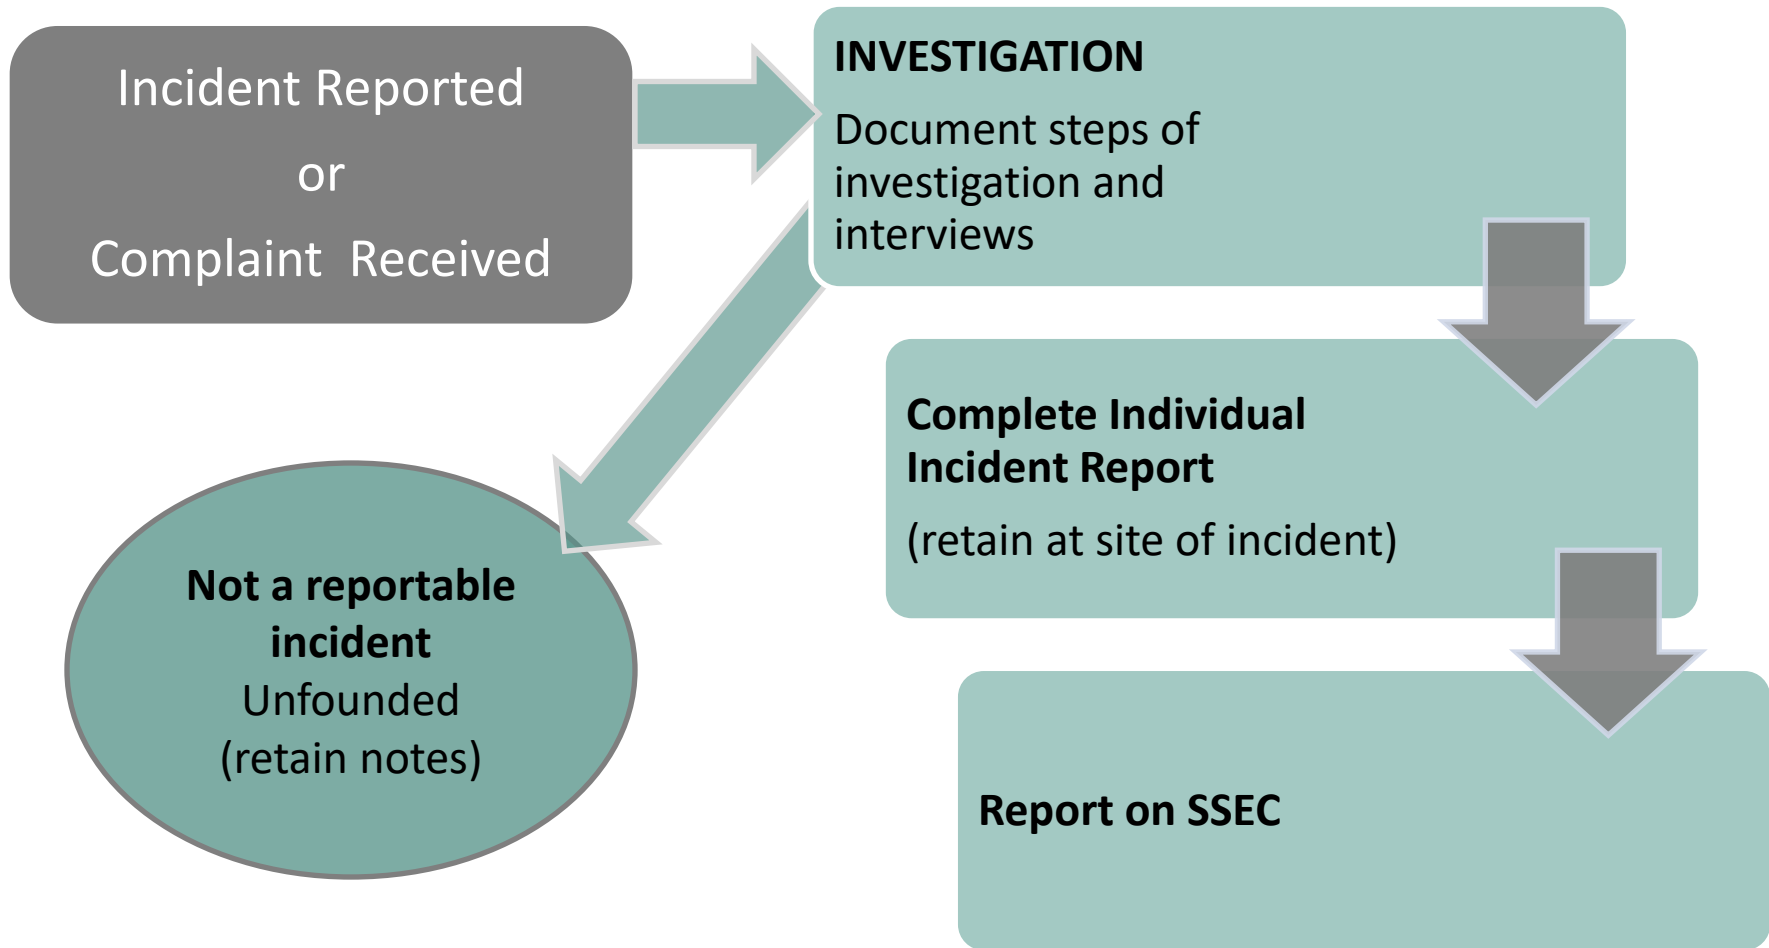 Incident Reported
or
Complaint  Received
INVESTIGATION
Document steps of
investigation and
interviews
Complete Individual
Incident Report
(retain at site of incident)
Not a reportable
incident
Unfounded
(retain notes)
Report on SSEC